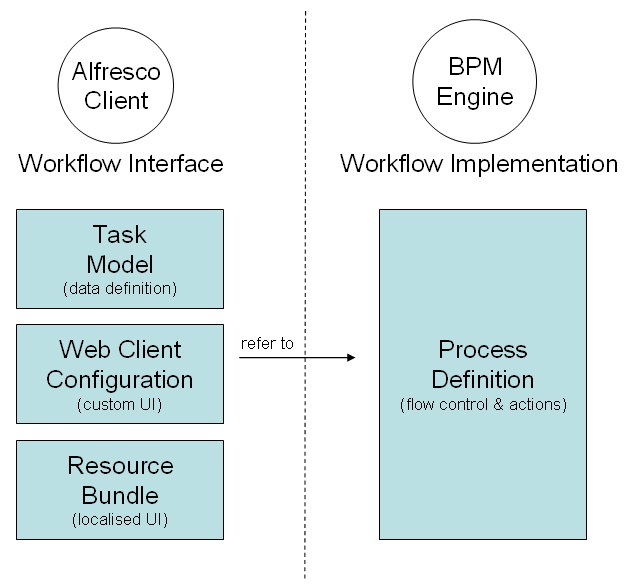 Alfresco
Client
Workflow Interface
Task
Model
(data definition)
Web Client
Configuration
(custom UI)
Resource
Bundle
(localised UI)
refer to
BPM
Engine
Workflow Implementation
Process
Definition
(flow control & actions)